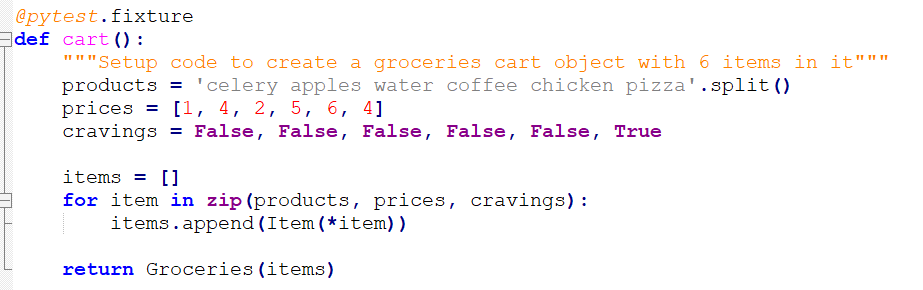 @pytest.fixture
def cart():
    """Setup code to create a groceries cart object with 6 items in it"""
    products = 'celery apples water coffee chicken pizza'.split()
    prices = [1, 4, 2, 5, 6, 4]
    cravings = False, False, False, False, False, True

    items = []
    for item in zip(products, prices, cravings):
        items.append(Item(*item))

    return Groceries(items)